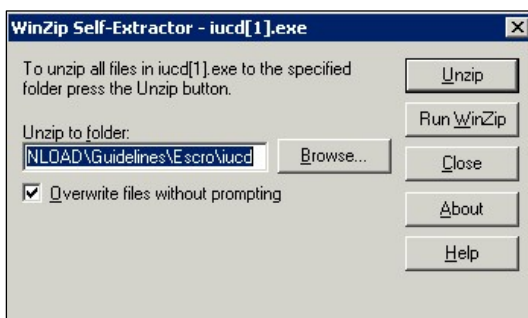 WinZip Self-Extractor - iucd[1].exe
To unzip all files in iucd[1].exe to the specified
folder press the Unzip button.
Unzip to folder:
NLOAD\Guidelines\Escro\iucd
Browse...
Overwrite files without prompting
Unzip
Run WinZip
Close
About
Help